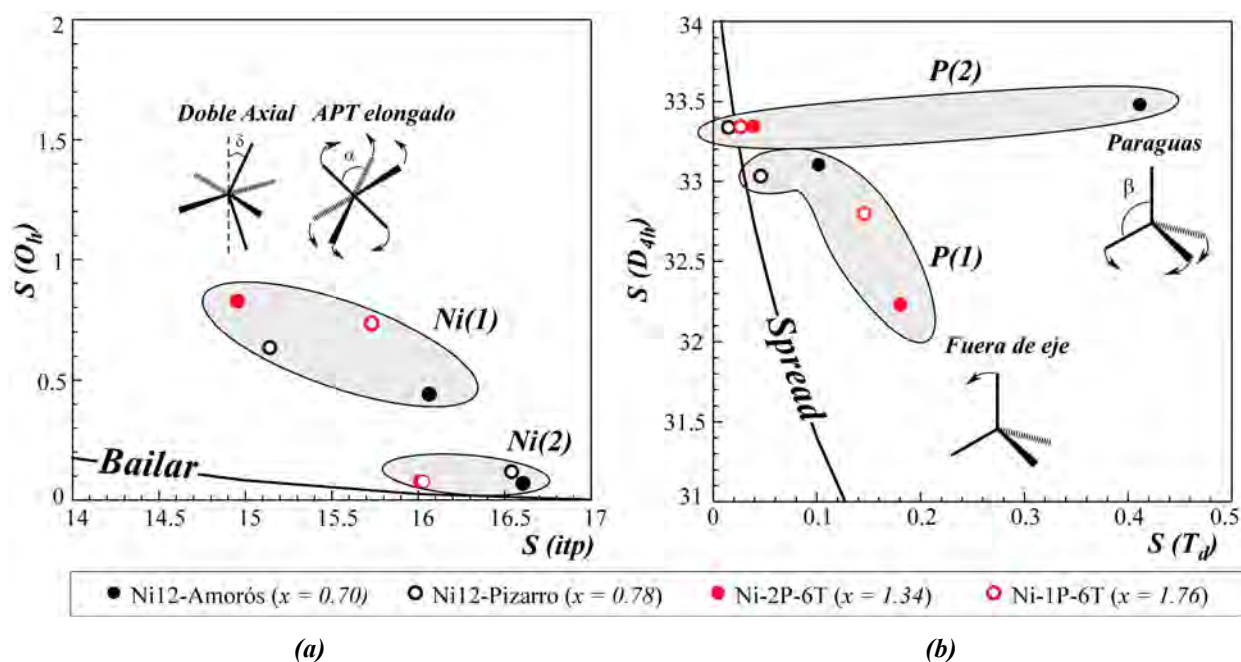 2
1.5
1
0.5
0
S (Oh)
14
14.5
15
15.5
16
16.6
17
S (itp)
Doble Axial
δ
APT elongado
α
Ni(1)
Ni(2)
Bailar
34
33.5
33
32.5
32
31.5
31
S (D4h)
0
0.1
0.2
0.3
0.4
0.5
S (Td)
P(2)
P(1)
Paraguas
β
Fuera de eje
Spread
Ni12-Amorós (x = 0.70)
Ni12-Pizarro (x = 0.78)
Ni-2P-6T (x = 1.34)
Ni-1P-6T (x = 1.76)
(a)
(b)